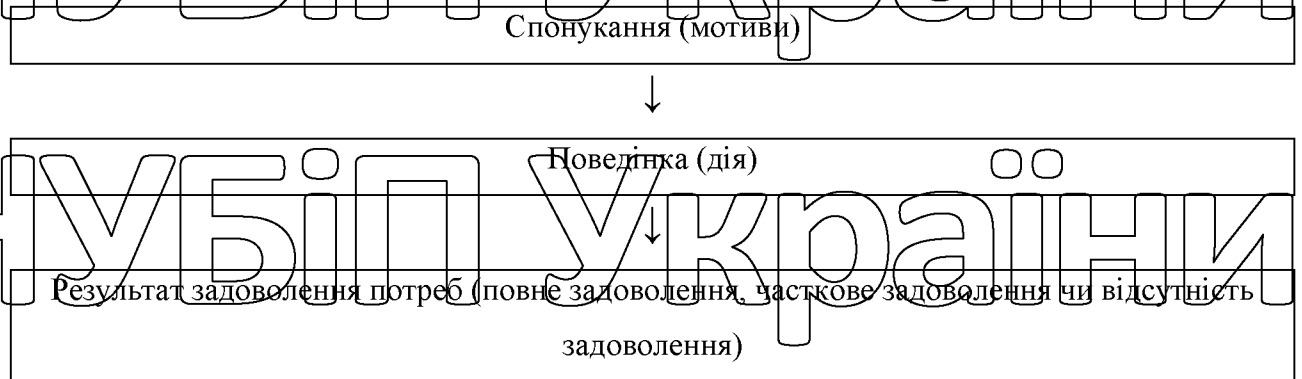 НУБіП України
Спонукання (мотиви)
↓
Поведінка (дія)
↓
НУБіП України
Результат задоволення потреб (повне задоволення, часткове задоволення чи відсутність
задоволення)